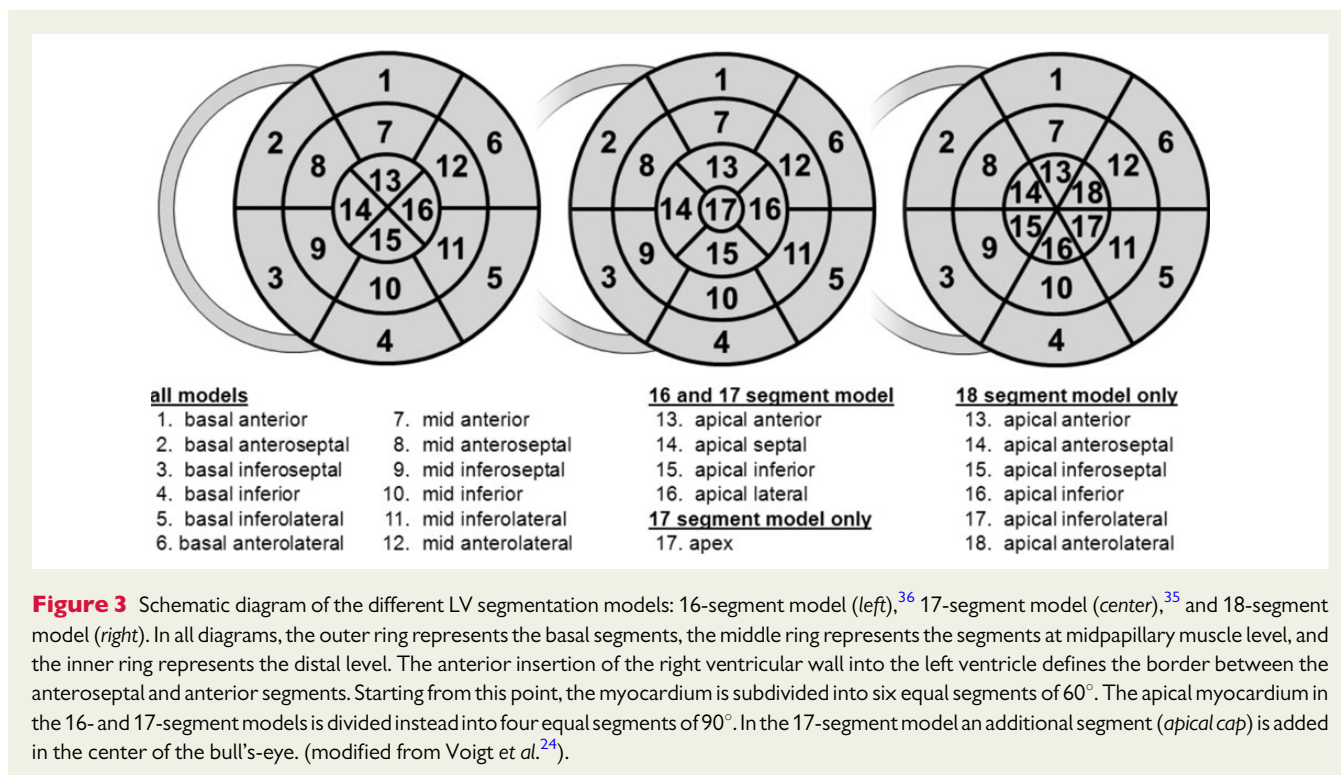 1 1 1
2 7 6 2 7 6 2 7 6
8 12 8 12 8 12
13 13 13
14 16 14 17 16 14 18
15 15 15 17
16
9 11 9 11 9 11
3 10 5 3 10 5 3 10 5
4 4 4
all models
1. basal anterior
2. basal anteroseptal
3. basal inferoseptal
4. basal inferior
5. basal inferolateral
6. basal anterolateral
7. mid anterior
8. mid anteroseptal
9. mid inferoseptal
10. mid inferior
11. mid inferolateral
12. mid anterolateral
16 and 17 segment model
13. apical anterior
14. apical septal
15. apical inferior
16. apical lateral
17 segment model only
17. apex
18 segment model only
13. apical anterior
14. apical anteroseptal
15. apical inferoseptal
16. apical inferior
17. apical inferolateral
18. apical anterolateral
Figure 3 Schematic diagram of the different LV segmentation models: 16-segment model (left),36 17-segment model (center),35 and 18-segment
model (right). In all diagrams, the outer ring represents the basal segments, the middle ring represents the segments at midpapillary muscle level, and
the inner ring represents the distal level. The anterior insertion of the right ventricular wall into the left ventricle defines the border between the
anteroseptal and anterior segments. Starting from this point, the myocardium is subdivided into six equal segments of 60°. The apical myocardium in
the 16- and 17-segment models is divided instead into four equal segments of 90°. In the 17-segment model an additional segment (apical cap) is added
in the center of the bull's-eye. (modified from Voigt et al.24).